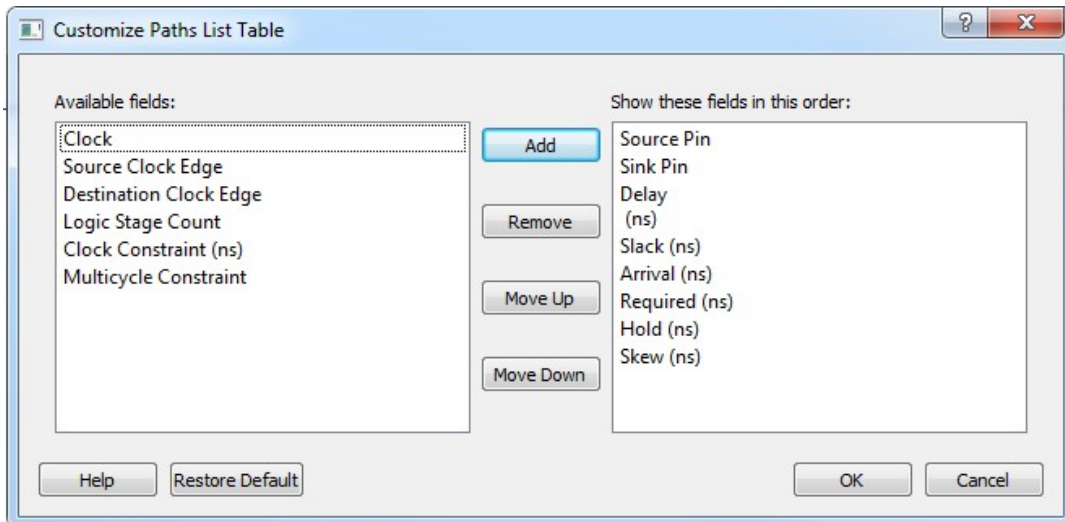 Customize Paths List Table
Available fields:
Clock
Source Clock Edge
Destination Clock Edge
Logic Stage Count
Clock Constraint (ns)
Multicycle Constraint
Add
Remove
Move Up
Move Down
Show these fields in this order:
Source Pin
Sink Pin
Delay
(ns)
Slack (ns)
Arrival (ns)
Required (ns)
Hold (ns)
Skew (ns)
Help
Restore Default
OK
Cancel